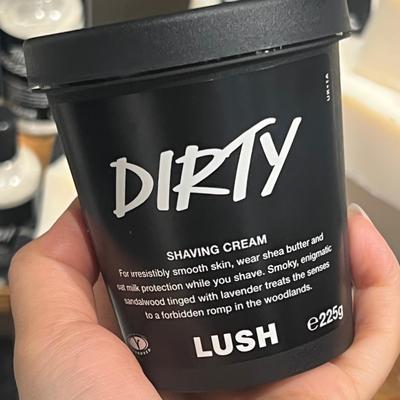 DIRTY
SHAVING CREAM
For irresistibly smooth skin, wear shea butter and
oat milk protection while you shave. Smoky, enigmatic
sandalwood tinged with lavender treats the senses
to a forbidden romp in the woodlands.
LUSH
℮225g